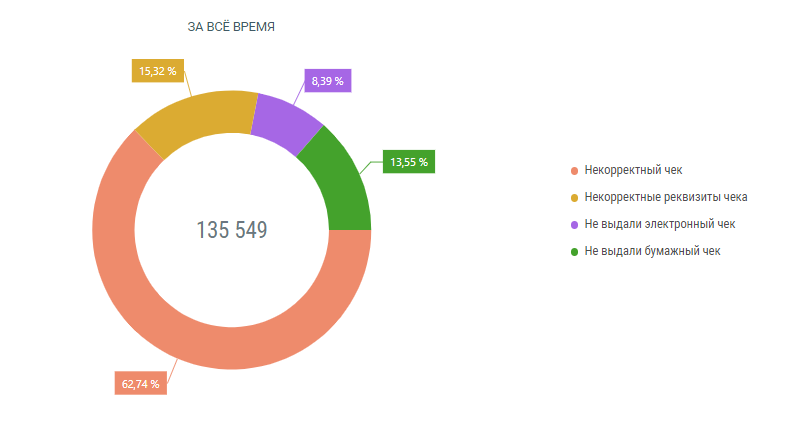 ЗА ВСЁ ВРЕМЯ
15,32 %
8,39 %
13,55 %
135 549
62,74 %
Некорректный чек
Некорректные реквизиты чека
Не выдали электронный чек
Не выдали бумажный чек